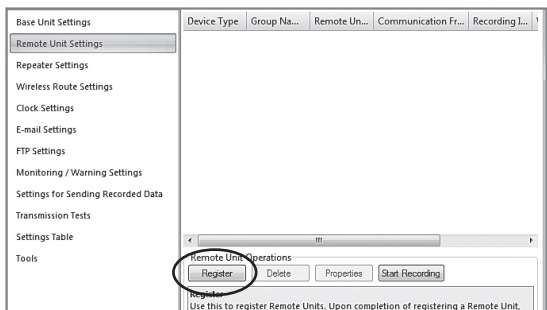 Base Unit Settings
Remote Unit Settings
Repeater Settings
Wireless Route Settings
Clock Settings
E-mail Settings
FTP Settings
Monitoring / Warning Settings
Settings for Sending Recorded Data
Transmission Tests
Settings Table
Tools
Device Type Group Na... Remote Un... Communication Fr... Recording I...
Remote Unit Operations
Register Delete Properties Start Recording
Register
Use this to register Remote Units. Upon completion of registering a Remote Unit,